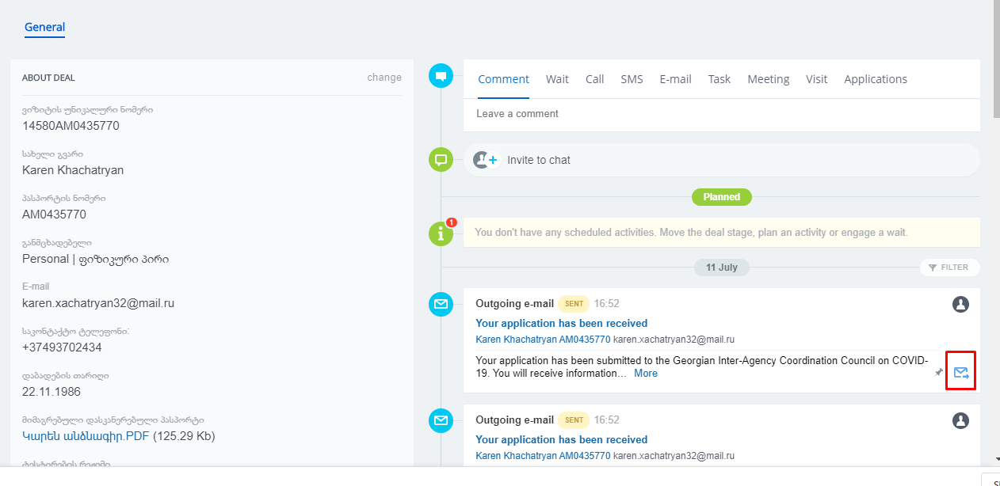 General
ABOUT DEAL
change
ვიზიტის უნიკალური ნომერი
14580AM0435770
სახელი გვარი
Karen Khachatryan
პასპორტის ნომერი
AM0435770
განმცხადებელი
Personal | ფიზიკური პირი
E-mail
karen.xachatryan32@mail.ru
საკონტაქტო ტელეფონი:
+37493702434
დაბადების თარიღი
22.11.1986
მიმაგრებული დასკანერებული პასპორტი
Կարեն անձնագիր.PDF (125.29 Kb)
ტესტირების რეჟიმი
Comment Wait Call SMS E-mail Task Meeting Visit Applications
Leave a comment
Invite to chat
Planned
1
You don't have any scheduled activities. Move the deal stage, plan an activity or engage a wait.
11 July
FILTER
Outgoing e-mail SENT 16:52
Your application has been received
Karen Khachatryan AM0435770 karen.xachatryan32@mail.ru
Your application has been submitted to the Georgian Inter-Agency Coordination Council on COVID-
19. You will receive information… More
Outgoing e-mail SENT 16:52
Your application has been received
Karen Khachatryan AM0435770 karen.xachatryan32@mail.ru